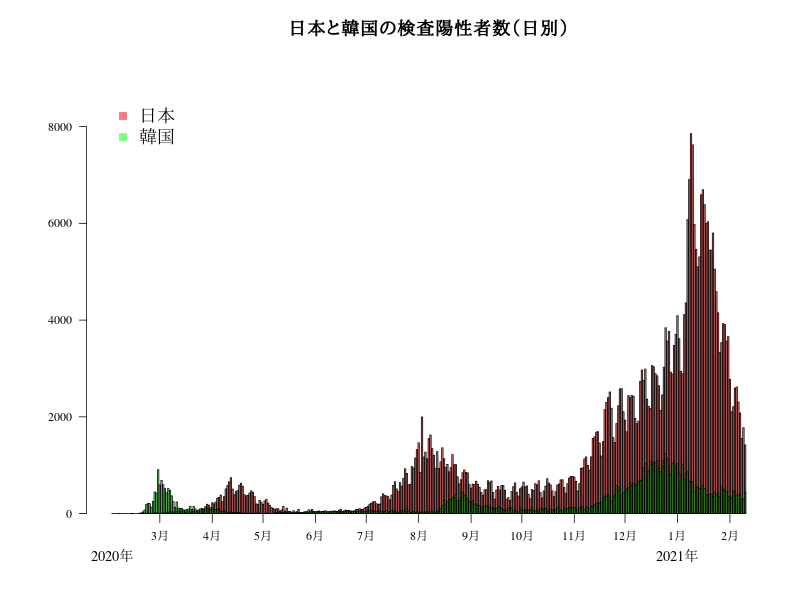 日本と韓国の検査陽性者数（日別）
日本
韓国
8000
6000
4000
2000
0
3月 4月 5月 6月 7月 8月 9月 10月 11月 12月 1月 2月
2020年 2021年